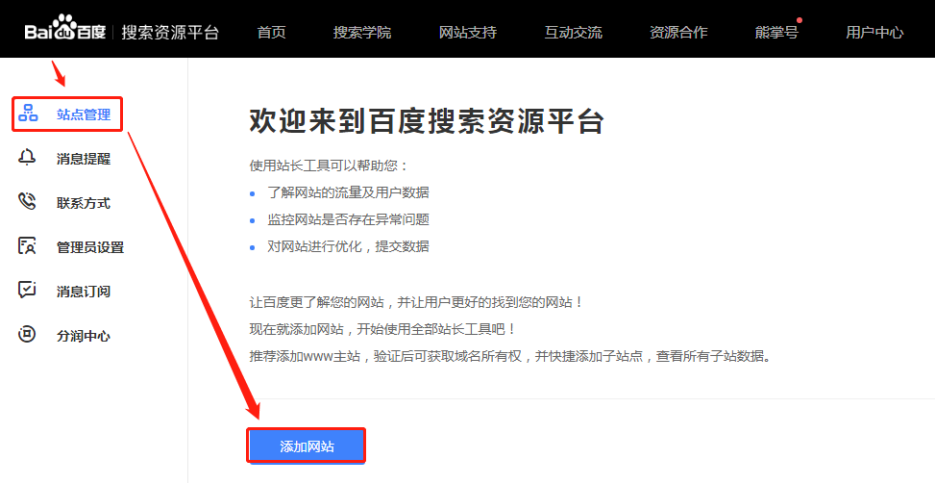 Bai du 百度 搜索资源平台 首页 搜索学院 网站支持 互动交流 资源合作 熊掌号 用户中心
站点管理
消息提醒
联系方式
管理员设置
消息订阅
分润中心
欢迎来到百度搜索资源平台
使用站长工具可以帮助您：
了解网站的流量及用户数据
监控网站是否存在异常问题
对网站进行优化，提交数据
让百度更了解您的网站，并让用户更好的找到您的网站！
现在就添加网站，开始使用全部站长工具吧！
推荐添加www主站，验证后可获取域名所有权，并快捷添加子站点，查看所有子站数据。
添加网站